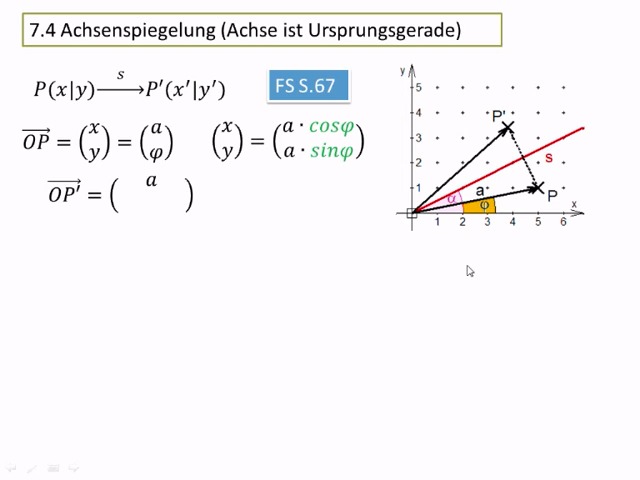 7.4 Achsenspiegelung (Achse ist Ursprungsgerade)
P(x|y) —s→ P′(x′|y′)
FS S.67
OP⃗ = (x y) = (a φ) (x y) = (a · cosφ a · sinφ)
OP′⃗ = ( a )
y
5
4
3
2
1
P'
s
a
P
α
φ
x
1 2 3 4 5 6